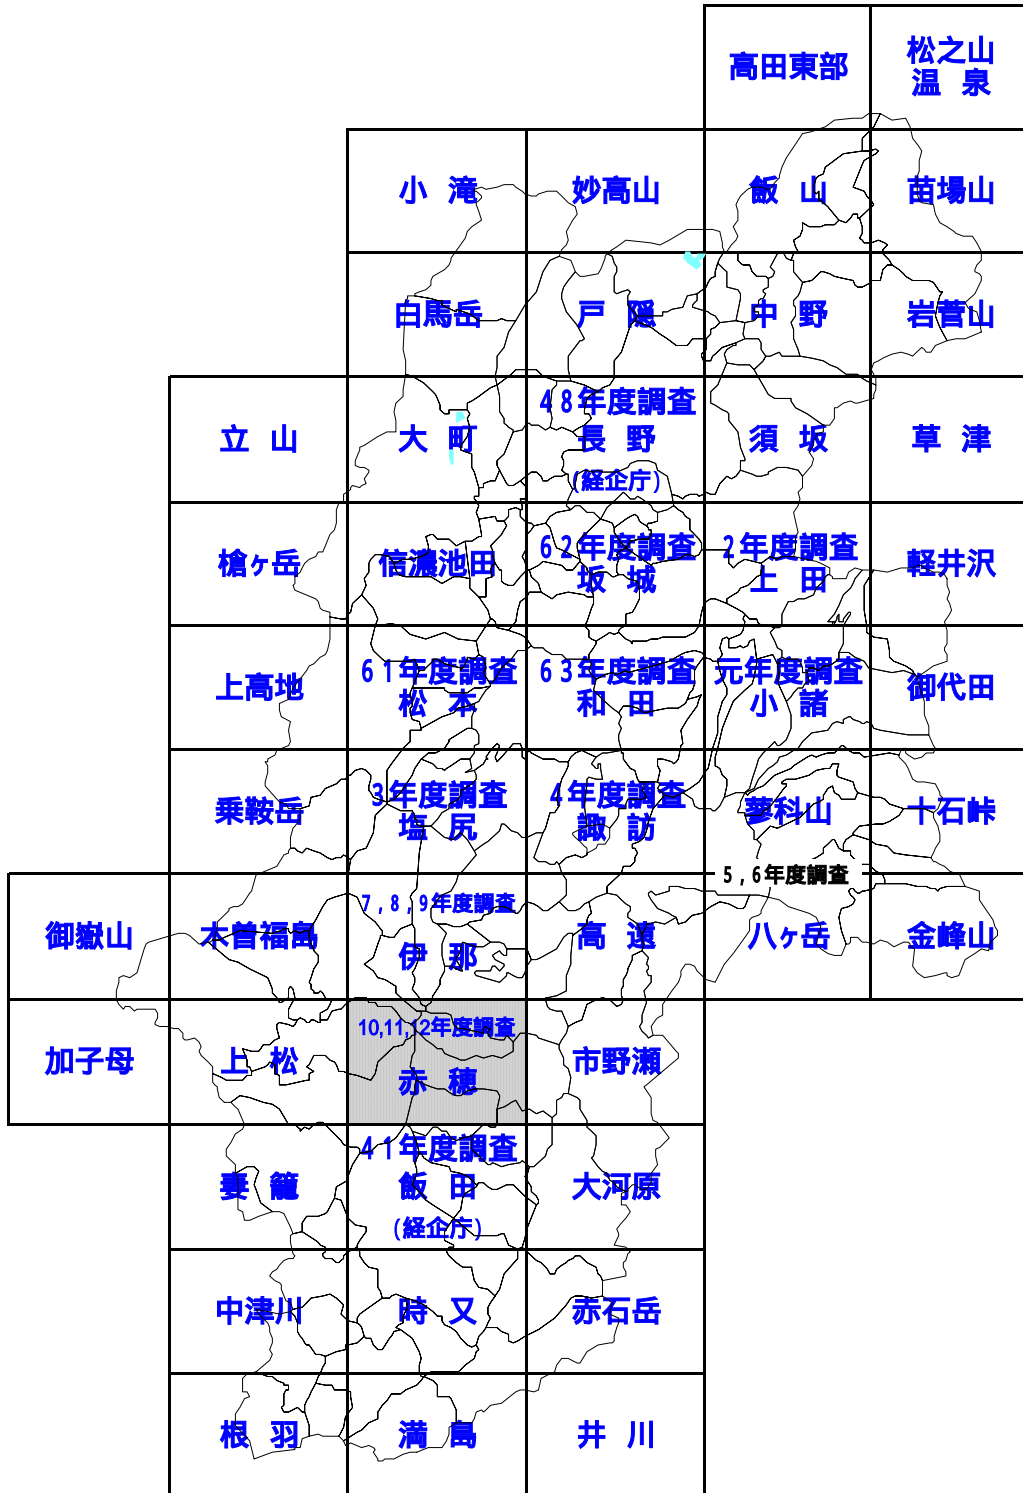 高田東部
松之山
温泉
小滝
妙高山
飯山
苗場山
白馬岳
戸隠
中野
岩菅山
立山
大町
48年度調査
長野
(経企庁)
須坂
草津
槍ヶ岳
信濃池田
62年度調査
坂城
2年度調査
上田
軽井沢
上高地
61年度調査
松本
63年度調査
和田
元年度調査
小諸
御代田
乗鞍岳
3年度調査
塩尻
4年度調査
諏訪
蓼科山
十石峠
5,6年度調査
御嶽山
木曽福島
7,8,9年度調査
伊那
高遠
八ヶ岳
金峰山
加子母
上松
10,11,12年度調査
赤穂
市野瀬
妻籠
41年度調査
飯田
(経企庁)
大河原
中津川
時又
赤石岳
根羽
満島
井川